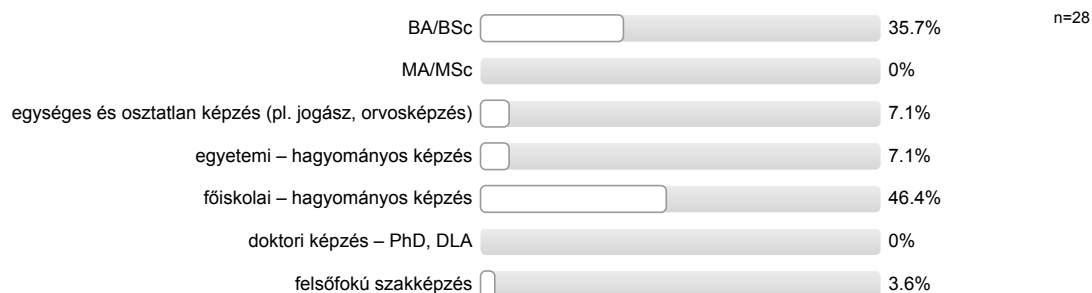 BA/BSc 35.7% n=28
MA/MSc 0%
egységes és osztatlan képzés (pl. jogász, orvosképzés) 7.1%
egyetemi – hagyományos képzés 7.1%
főiskolai – hagyományos képzés 46.4%
doktori képzés – PhD, DLA 0%
felsőfokú szakképzés 3.6%